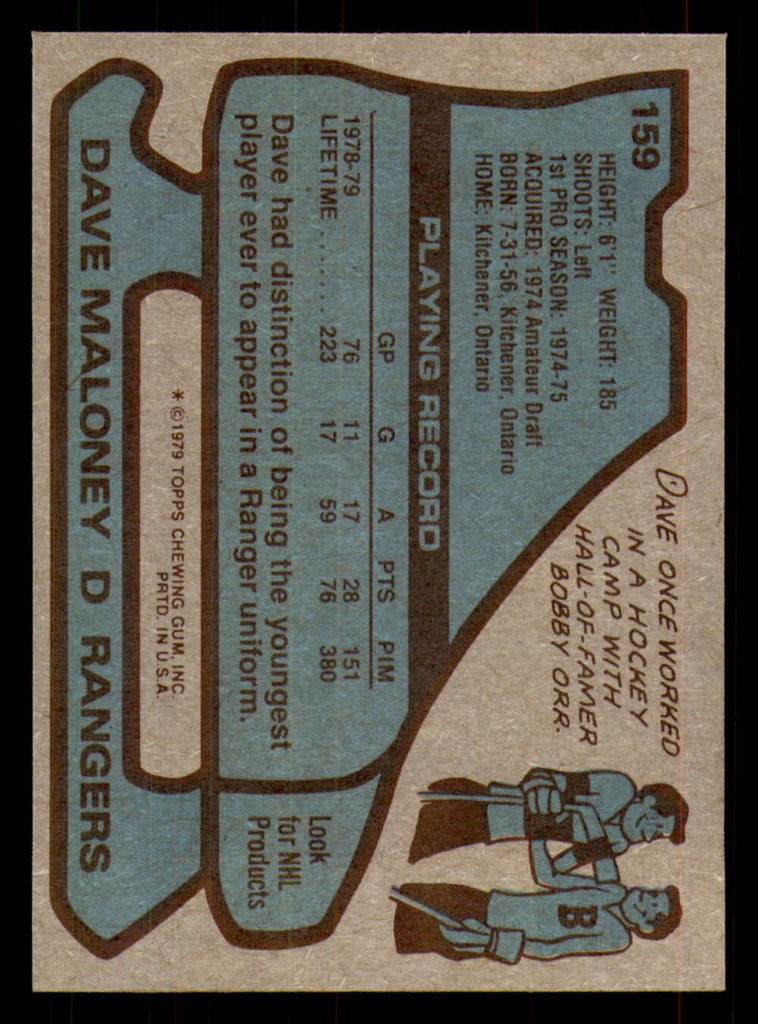 159
HEIGHT: 6'1" WEIGHT: 185
SHOOTS: Left
1st PRO SEASON: 1974-75
ACQUIRED: 1974 Amateur Draft
BORN: 7-31-56, Kitchener, Ontario
HOME: Kitchener, Ontario
DAVE ONCE WORKED
IN A HOCKEY
CAMP WITH
HALL-OF-FAMER
BOBBY ORR.
B
PLAYING RECORD
GP G A PTS PIM
1978-79 76 11 17 28 151
LIFETIME ....... 223 17 59 76 380
Dave had distinction of being the youngest
player ever to appear in a Ranger uniform.
Look
for NHL
Products
* © 1979 TOPPS CHEWING GUM, INC.
PRTD. IN U.S.A.
DAVE MALONEY D RANGERS